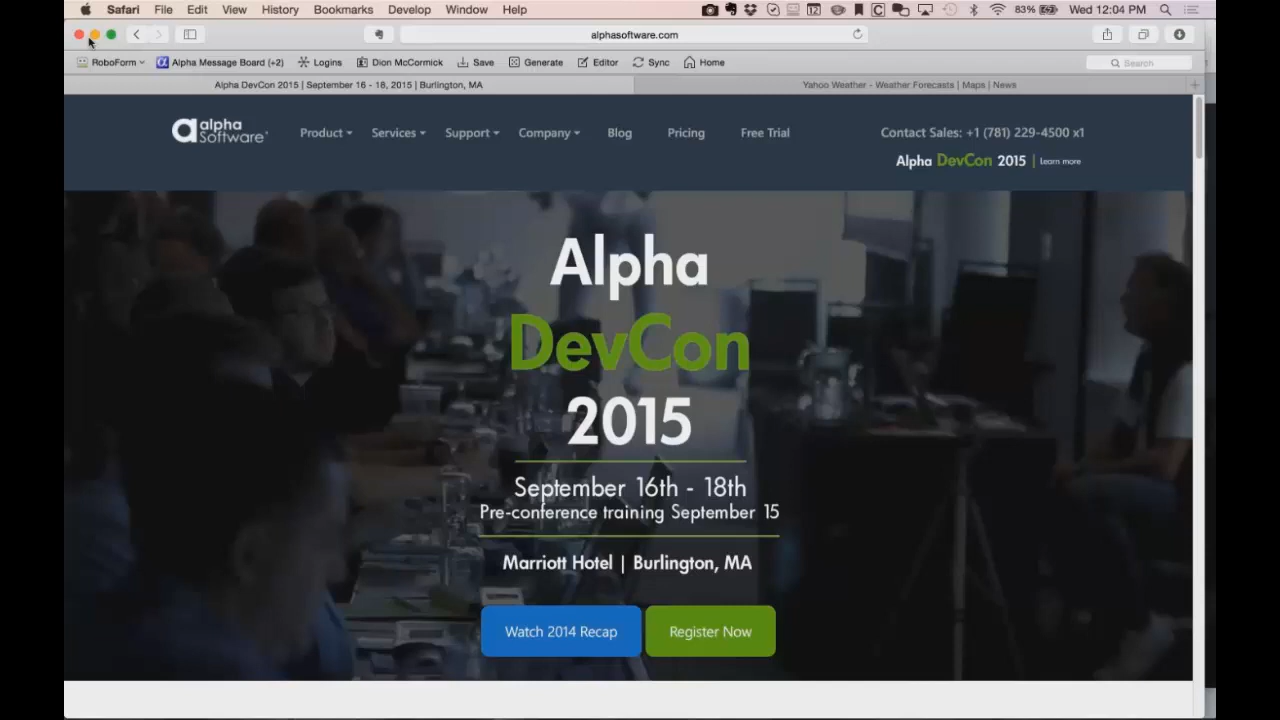 Safari File Edit View History Bookmarks Develop Window Help 12 83% Wed 12:04 PM
alphasoftware.com
RoboForm Alpha Message Board (+2) Logins Dion McCormick Save Generate Editor Sync Home Search
Alpha DevCon 2015 | September 16 - 18, 2015 | Burlington, MA Yahoo Weather - Weather Forecasts | Maps | News
alpha Software Product Services Support Company Blog Pricing Free Trial Contact Sales: +1 (781) 229-4500 x1
Alpha DevCon 2015 | Learn more
Alpha
DevCon
2015
September 16th - 18th
Pre-conference training September 15
Marriott Hotel | Burlington, MA
Watch 2014 Recap Register Now